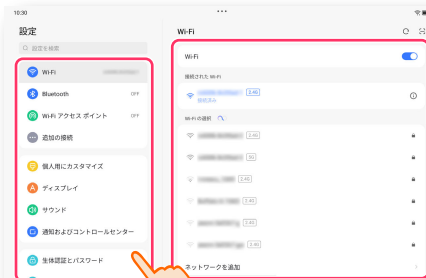 10:30
設定
設定を検索
Wi-Fi
Bluetooth
OFF
Wi-Fi アクセス ポイント
OFF
追加の接続
個人用にカスタマイズ
ディスプレイ
サウンド
通知およびコントロールセンター
生体認証とパスワード
Wi-Fi
Wi-Fi
接続された Wi-Fi
2.4G
接続済み
Wi-Fi の選択
2.4G
5G
2.4G
2.4G
2.4G
2.4G
ネットワークを追加